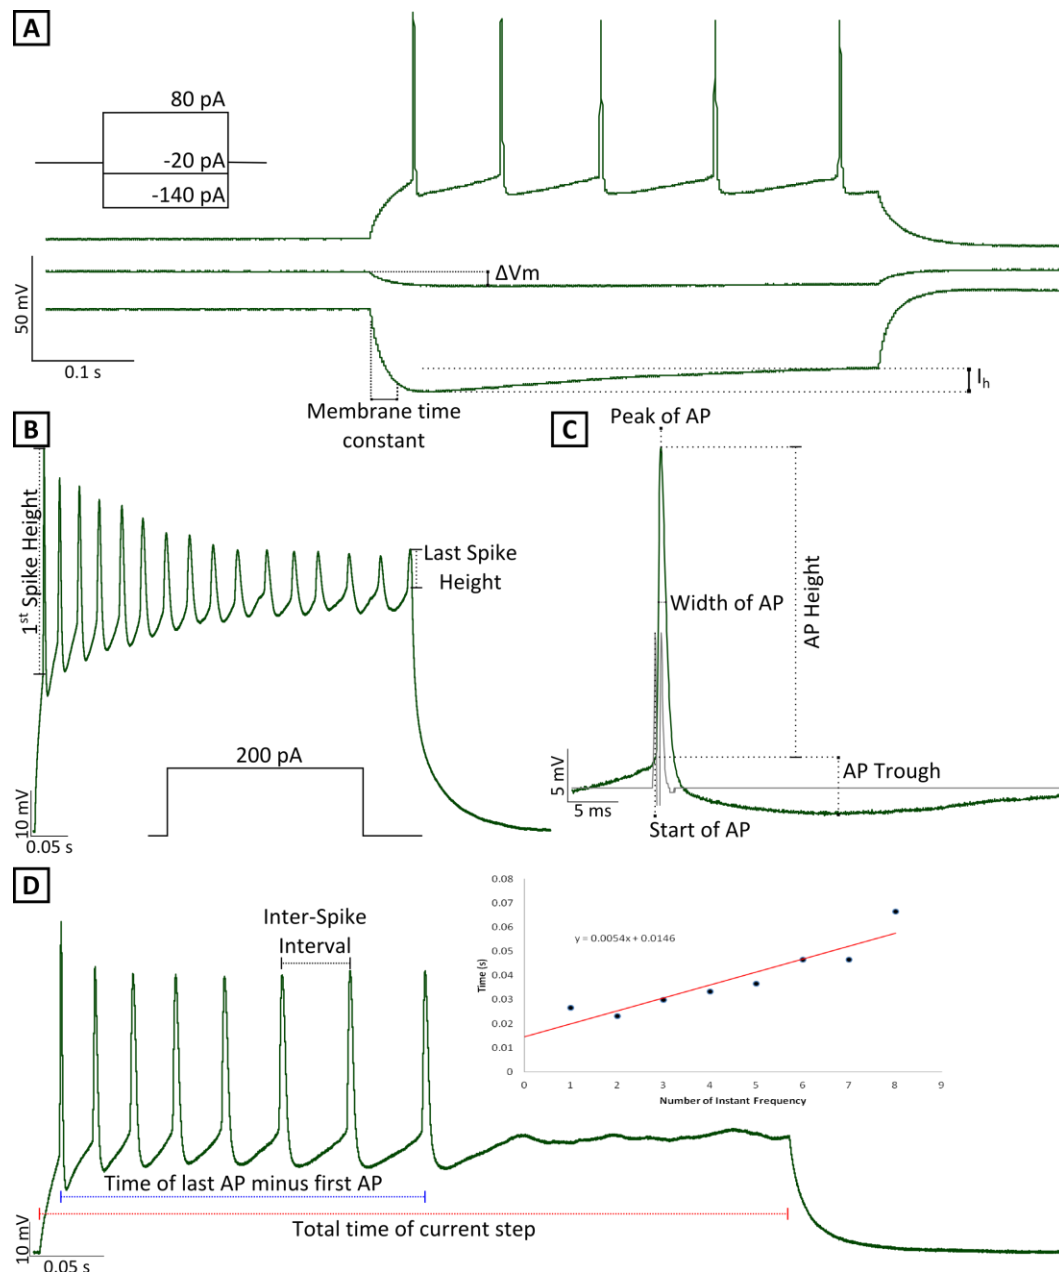 A
80 pA
-20 pA
-140 pA
ΔVm
50 mV
0.1 s
Membrane time
constant
Iₕ
B
1st Spike Height
Last Spike
Height
200 pA
10 mV
0.05 s
C
Peak of AP
Width of AP
AP Height
AP Trough
5 mV
5 ms
Start of AP
D
Inter-Spike
Interval
0.08
0.07
0.06
0.05
0.04
0.03
0.02
0.01
0
Time (s)
y = 0.0054x + 0.0146
0 1 2 3 4 5 6 7 8 9
Number of Instant Frequency
Time of last AP minus first AP
Total time of current step
10 mV
0.05 s